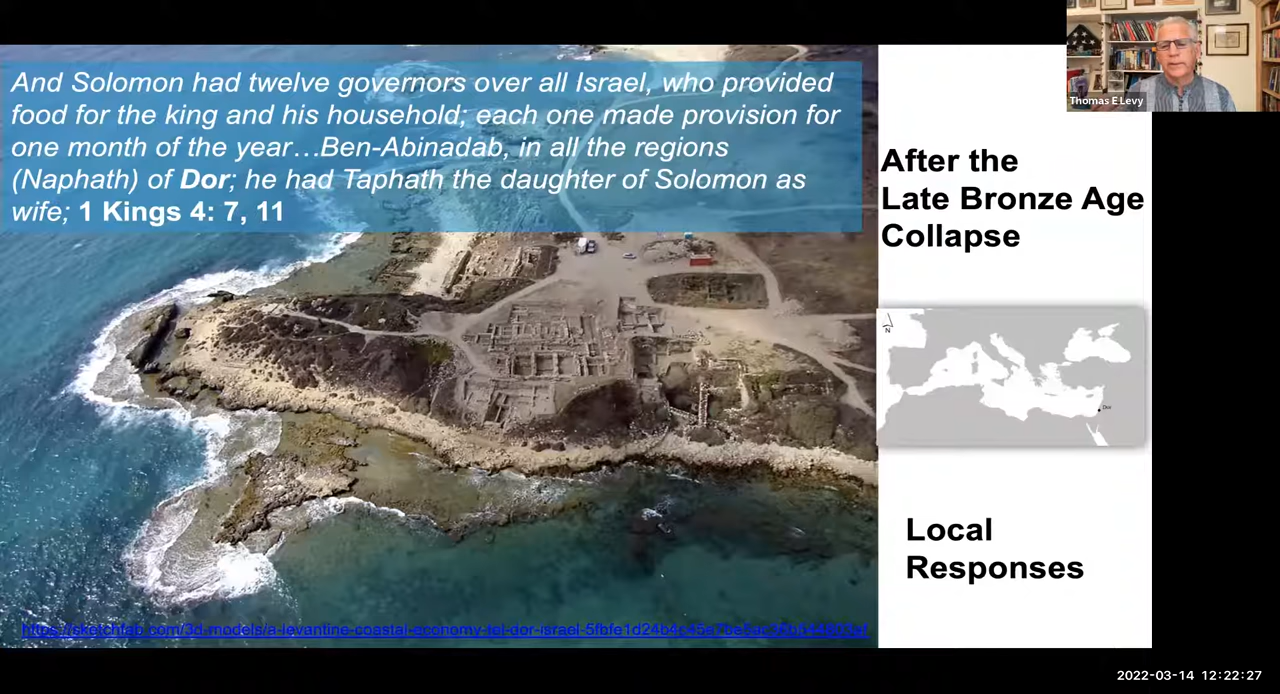 And Solomon had twelve governors over all Israel, who provided
food for the king and his household; each one made provision for
one month of the year…Ben-Abinadab, in all the regions
(Naphath) of Dor; he had Taphath the daughter of Solomon as
wife; 1 Kings 4: 7, 11
Thomas E Levy
After the
Late Bronze Age
Collapse
N
Dor
Local
Responses
2022-03-14 12:22:27